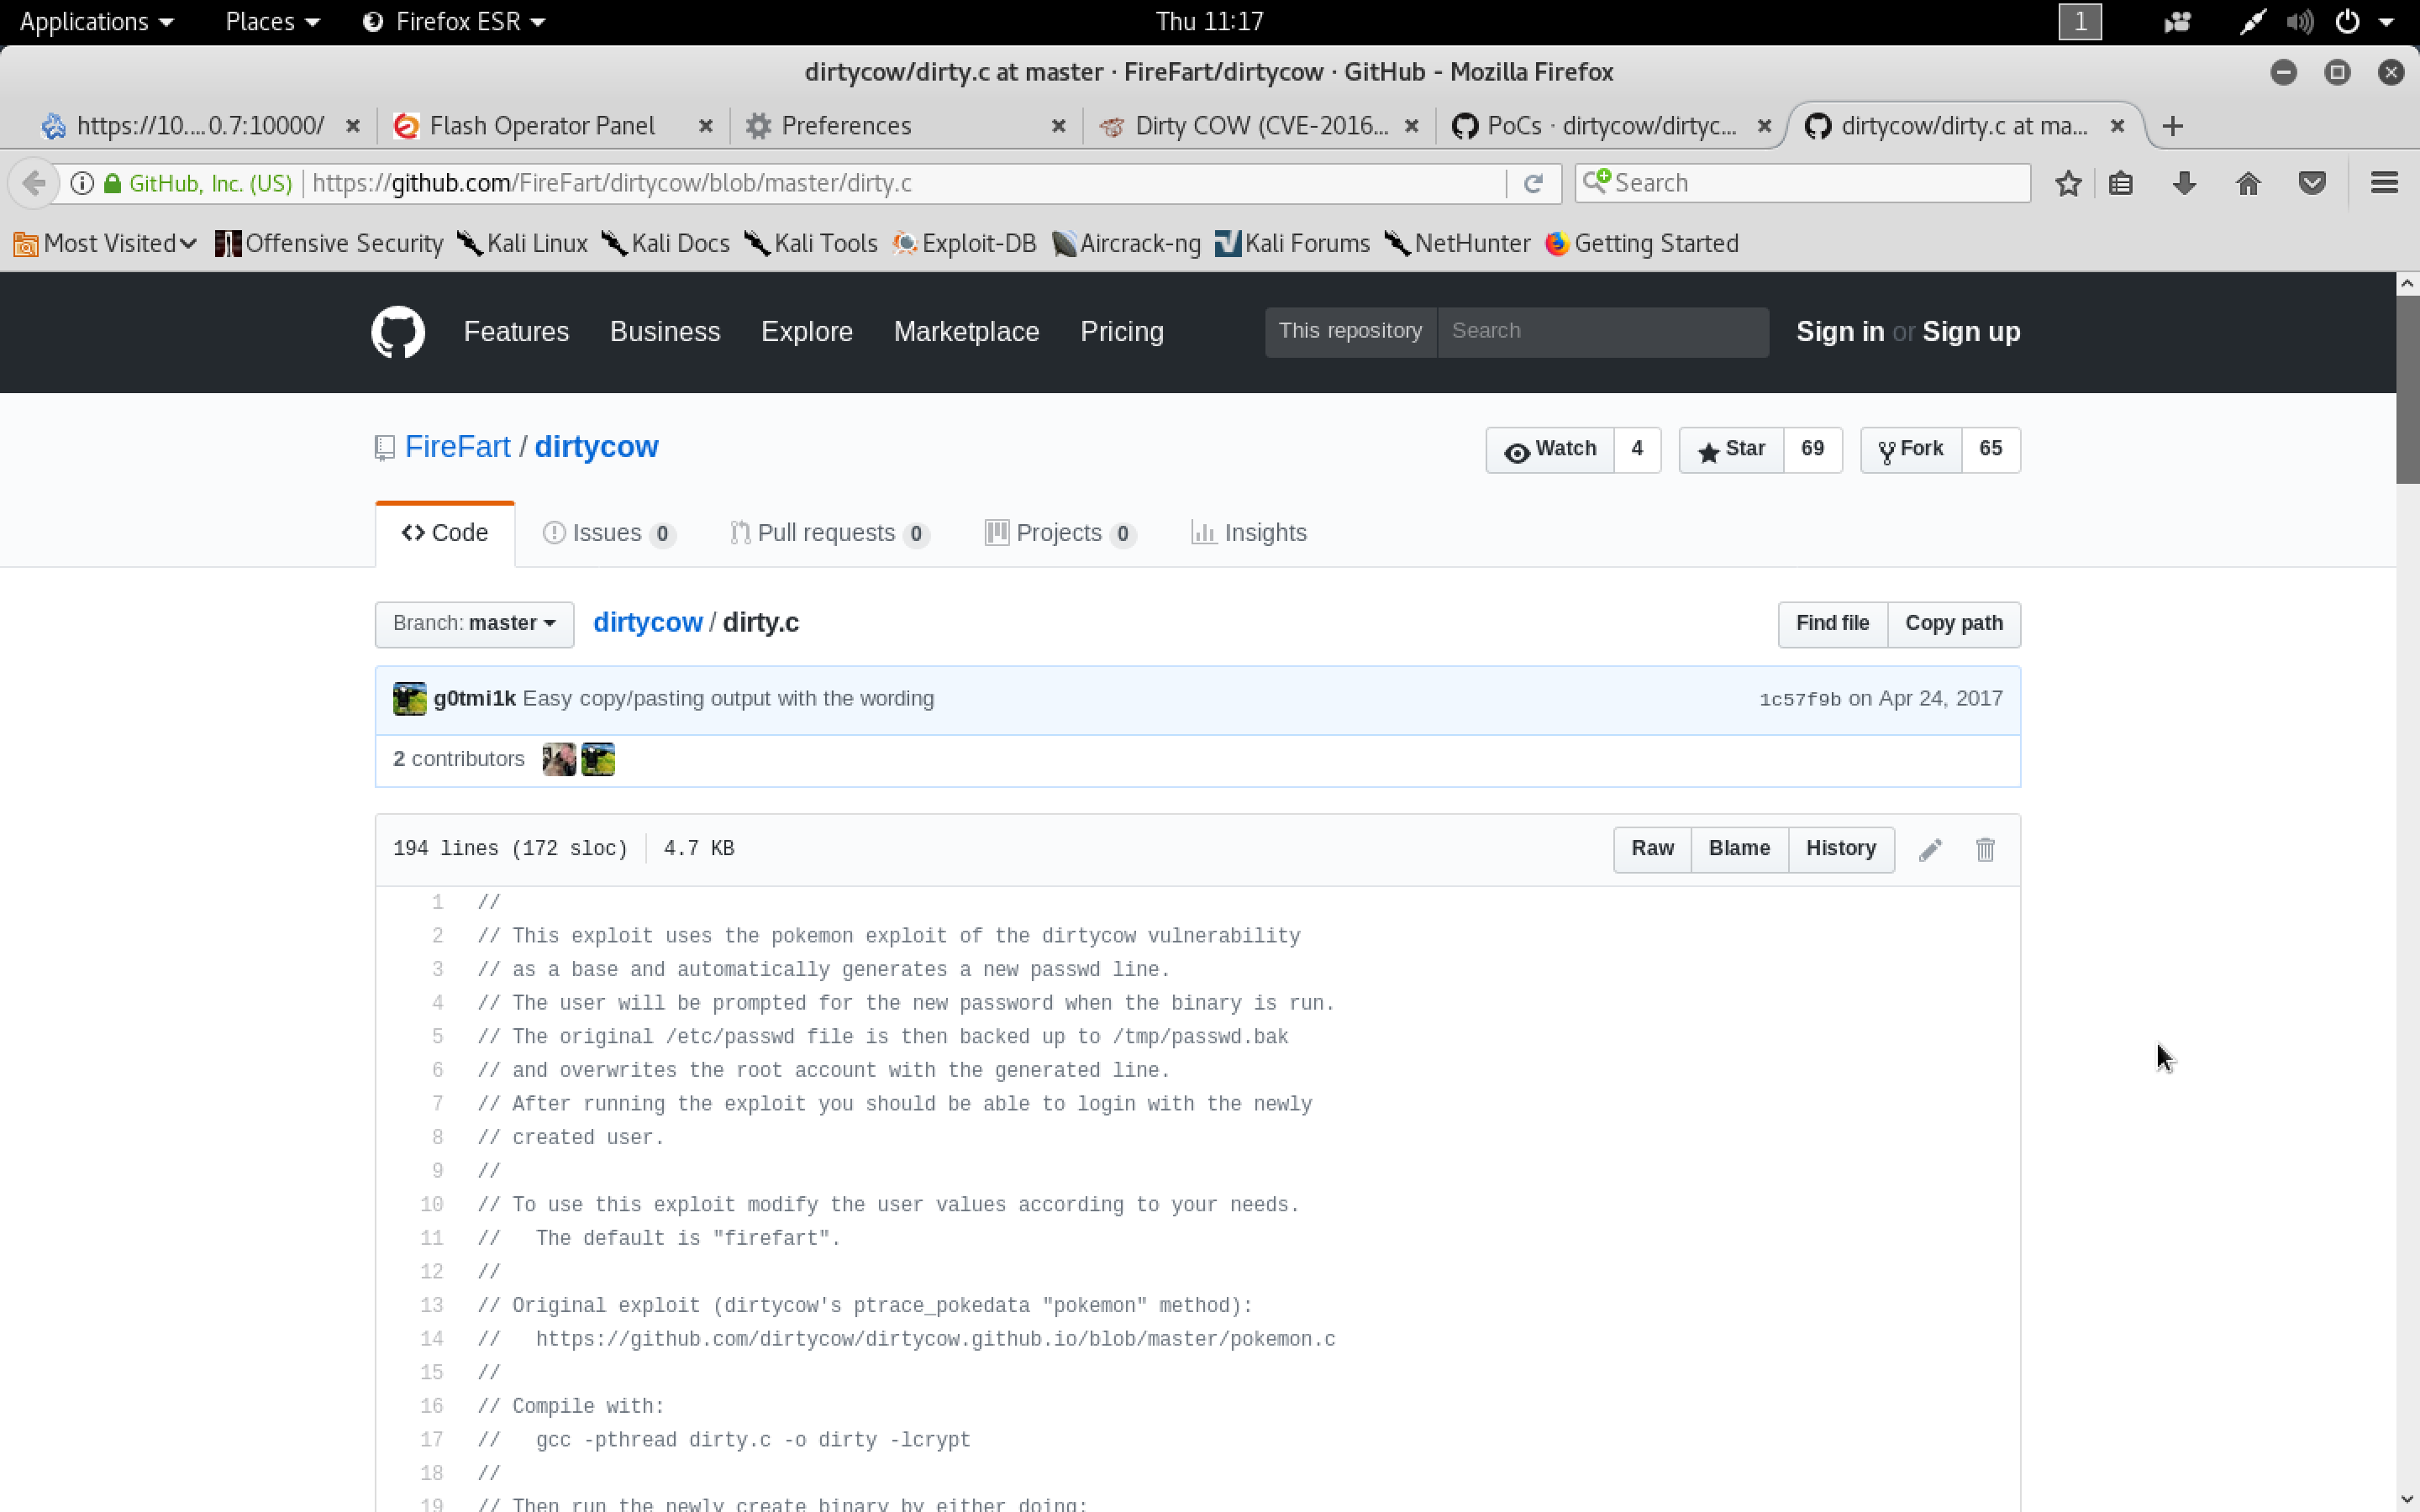 Applications Places Firefox ESR Thu 11:17 1
dirtycow/dirty.c at master · FireFart/dirtycow · GitHub - Mozilla Firefox
https://10....0.7:10000/ Flash Operator Panel Preferences Dirty COW (CVE-2016... PoCs · dirtycow/dirtyc... dirtycow/dirty.c at ma...
GitHub, Inc. (US) https://github.com/FireFart/dirtycow/blob/master/dirty.c Search
Most Visited Offensive Security Kali Linux Kali Docs Kali Tools Exploit-DB Aircrack-ng Kali Forums NetHunter Getting Started
Features Business Explore Marketplace Pricing This repository Search Sign in or Sign up
FireFart / dirtycow Watch 4 Star 69 Fork 65
Code Issues 0 Pull requests 0 Projects 0 Insights
Branch: master dirtycow / dirty.c Find file Copy path
g0tmi1k Easy copy/pasting output with the wording 1c57f9b on Apr 24, 2017
2 contributors
194 lines (172 sloc) 4.7 KB Raw Blame History
1 //
2 // This exploit uses the pokemon exploit of the dirtycow vulnerability
3 // as a base and automatically generates a new passwd line.
4 // The user will be prompted for the new password when the binary is run.
5 // The original /etc/passwd file is then backed up to /tmp/passwd.bak
6 // and overwrites the root account with the generated line.
7 // After running the exploit you should be able to login with the newly
8 // created user.
9 //
10 // To use this exploit modify the user values according to your needs.
11 //   The default is "firefart".
12 //
13 // Original exploit (dirtycow's ptrace_pokedata "pokemon" method):
14 //   https://github.com/dirtycow/dirtycow.github.io/blob/master/pokemon.c
15 //
16 // Compile with:
17 //   gcc -pthread dirty.c -o dirty -lcrypt
18 //
19 // Then run the newly create binary by either doing: